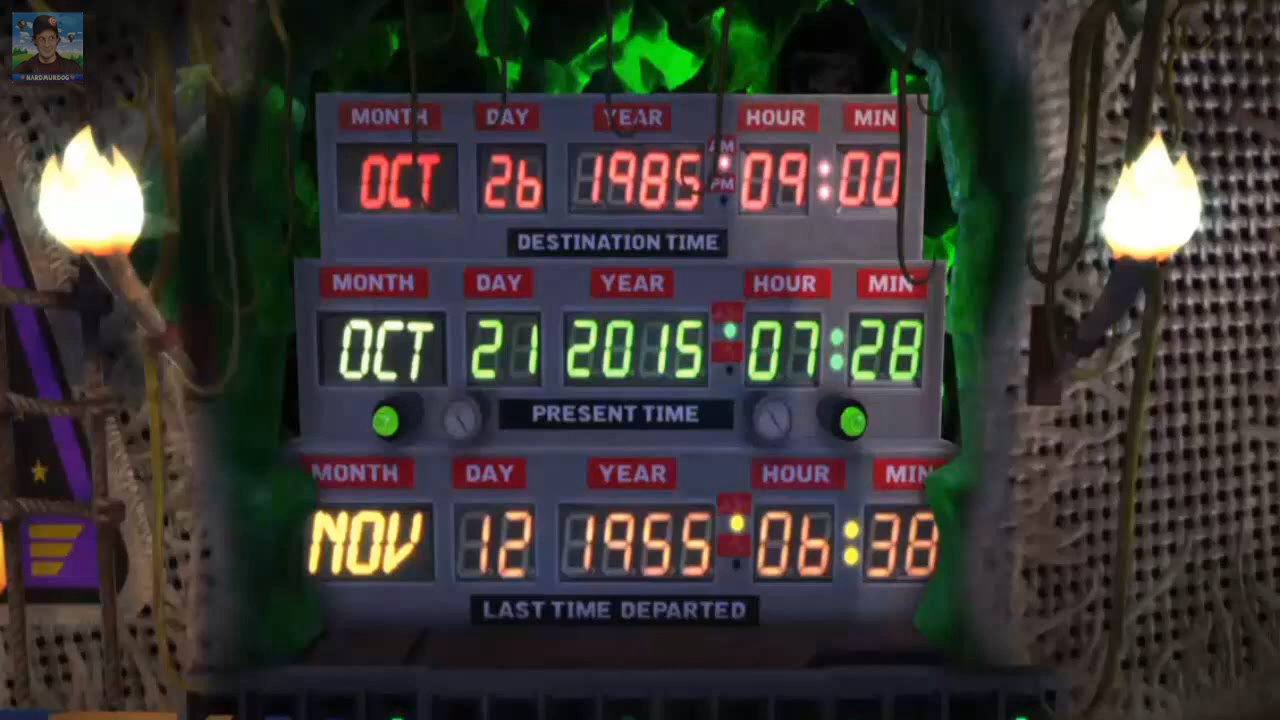 HARDMURDOG
MONTH DAY YEAR HOUR MIN
OCT 26 1985 AM PM 09:00
DESTINATION TIME
MONTH DAY YEAR HOUR MIN
OCT 21 2015 07:28
PRESENT TIME
MONTH DAY YEAR HOUR MIN
NOV 12 1955 06:38
LAST TIME DEPARTED